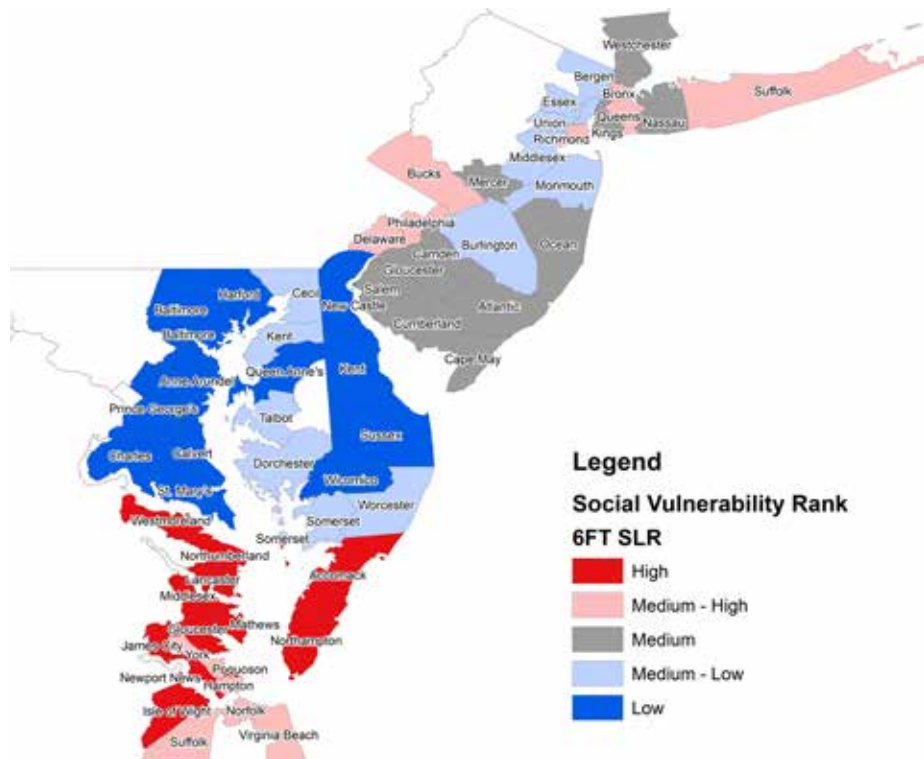 Westchester
Bergen
Bronx
Suffolk
Essex
Queens
Union
Nassau
Richmond
Kings
Middlesex
Bucks
Mercer
Monmouth
Philadelphia
Delaware
Burlington
Ocean
Camden
Gloucester
Cecil
Harford
Salem
New Castle
Baltimore
Atlantic
Cumberland
Baltimore
Kent
Cape May
Queen Anne's
Kent
Anne Arundel
Prince George's
Talbot
Sussex
Charles
Calvert
Dorchester
Wicomico
St. Mary's
Worcester
Westmoreland
Somerset
Somerset
Northumberland
Accomack
Lancaster
Middlesex
Mathews
Gloucester
Northampton
James City
York
Poquoson
Newport News
Hampton
Isle of Wight
Norfolk
Virginia Beach
Suffolk
Legend
Social Vulnerability Rank
6FT SLR
High
Medium - High
Medium
Medium - Low
Low